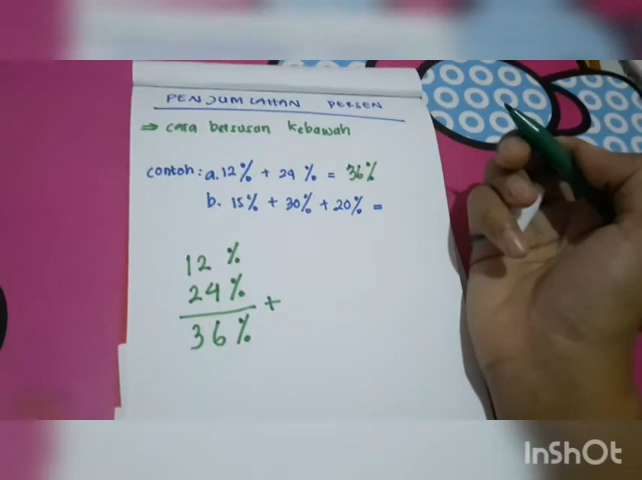 PENJUMLAHAN PERSEN
⇒ cara bersusun kebawah
contoh : a. 12% + 24% = 36%
b. 15% + 30% + 20% =
12 %
24 % +
36 %
InShOt